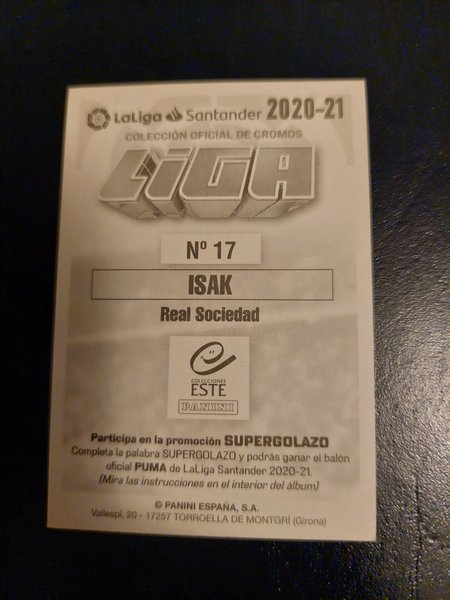 LaLiga Santander 2020-21
COLECCIÓN OFICIAL DE CROMOS
LIGA
Nº 17
ISAK
Real Sociedad
COLECCIONES
ESTE
PANINI
Participa en la promoción SUPERGOLAZO
Completa la palabra SUPERGOLAZO y podrás ganar el balón
oficial PUMA de LaLiga Santander 2020-21.
(Mira las instrucciones en el interior del álbum)
© PANINI ESPAÑA, S.A.
Vallespí, 20 - 17257 TORROELLA DE MONTGRÍ (Girona)